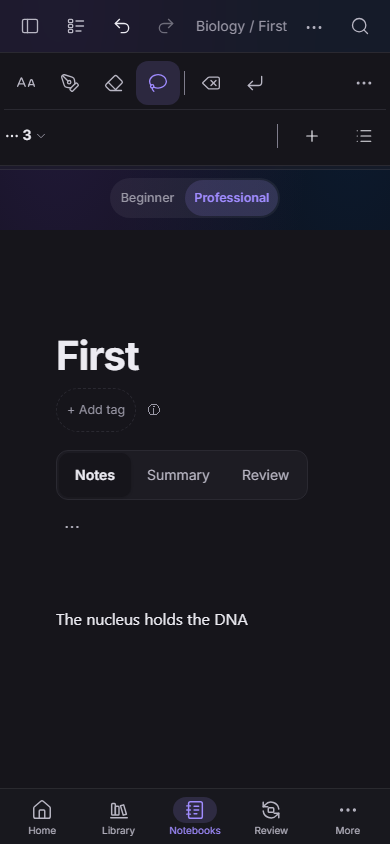 Biology / First
Aa
3
Beginner Professional
First
+ Add tag
Notes Summary Review
The nucleus holds the DNA
Home Library Notebooks Review More